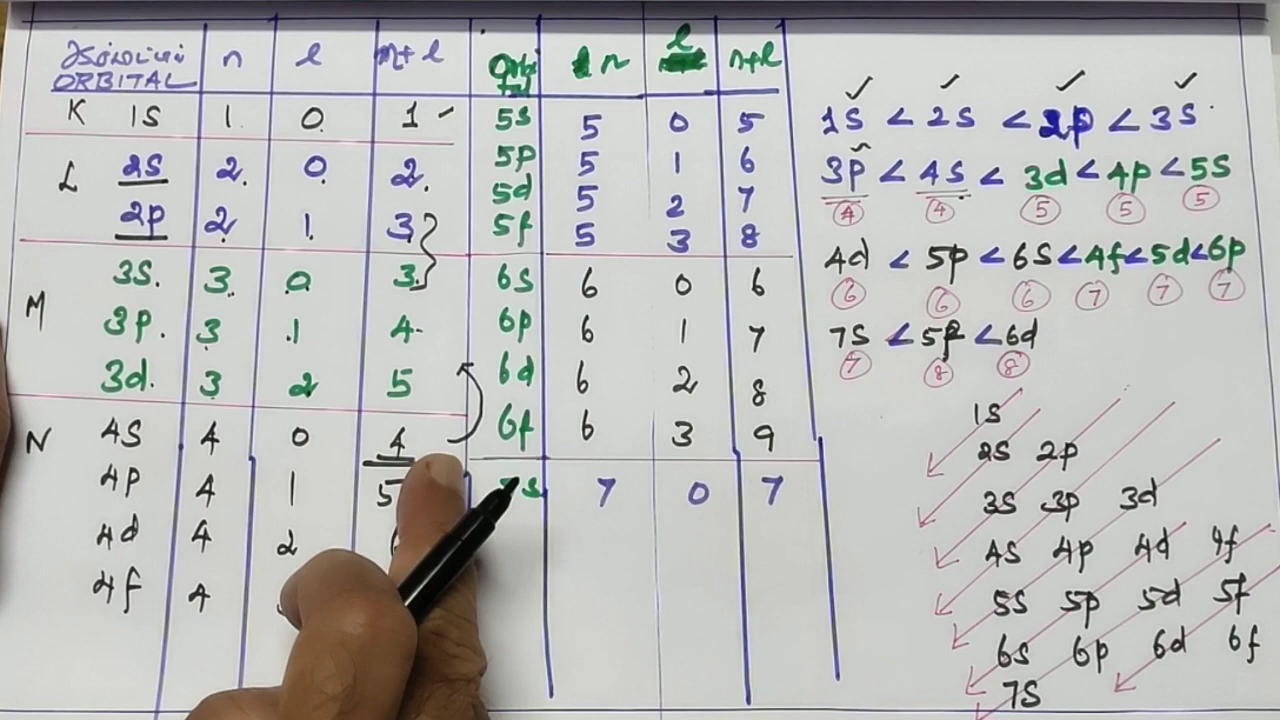 n l n+l
ORBITAL
K 1s 1 0 1
L 2s 2 0 2
2p 2 1 3
3s 3 0 3
M 3p 3 1 4
3d 3 2 5
N 4s 4 0 4
4p 4 1 5
4d 4 2
4f 4
Orbital n l n+l
5s 5 0 5
5p 5 1 6
5d 5 2 7
5f 5 3 8
6s 6 0 6
6p 6 1 7
6d 6 2 8
6f 6 3 9
7s 7 0 7
1s < 2s < 2p < 3s
3p < 4s < 3d < 4p < 5s
4 4 5 5 5
4d < 5p < 6s < 4f < 5d < 6p
6 6 6 7 7 7
7s < 5f < 6d
7 8 8
1s
2s 2p
3s 3p 3d
4s 4p 4d 4f
5s 5p 5d 5f
6s 6p 6d 6f
7s